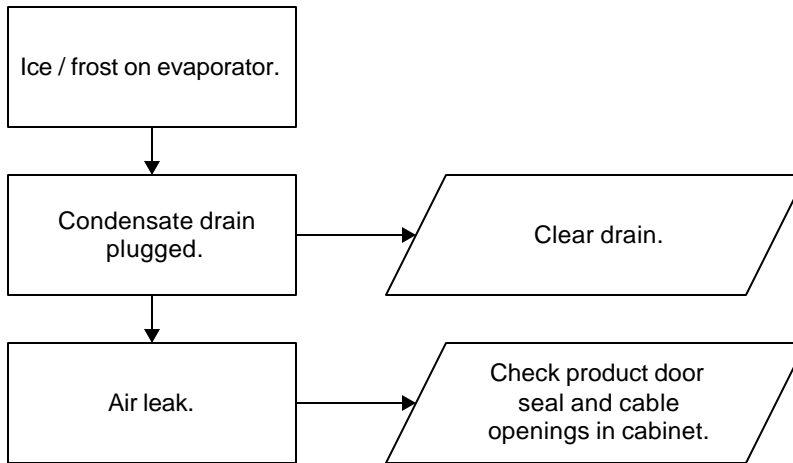 Ice / frost on evaporator.
Condensate drain
plugged.
Clear drain.
Air leak.
Check product door
seal and cable
openings in cabinet.